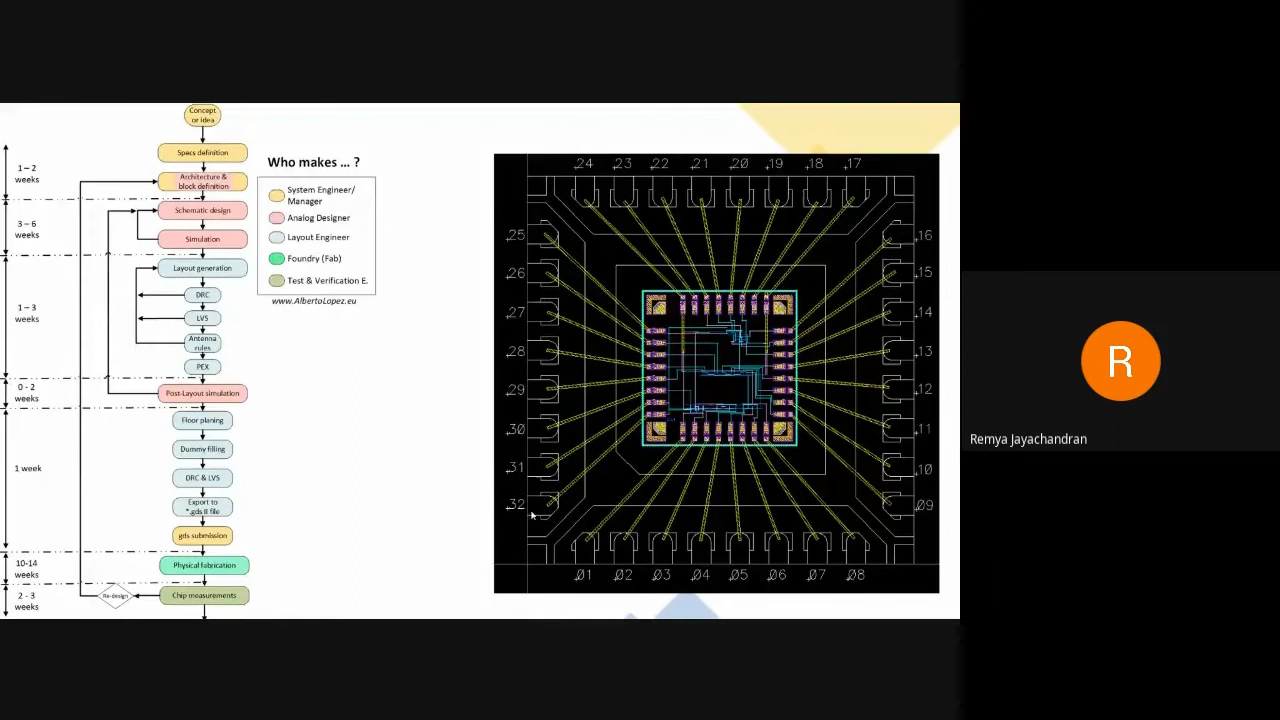 Concept
or idea
Specs definition
1 – 2
weeks
Architecture &
block definition
3 – 6
weeks
Schematic design
Simulation
1 – 3
weeks
Layout generation
DRC
LVS
Antenna
rules
PEX
0 - 2
weeks
Post-Layout simulation
1 week
Floor planing
Dummy filling
DRC & LVS
Export to
*.gds II file
gds submission
10-14
weeks
Physical fabrication
2 - 3
weeks
Re-design
Chip measurements
Who makes ... ?
System Engineer/
Manager
Analog Designer
Layout Engineer
Foundry (Fab)
Test & Verification E.
www.AlbertoLopez.eu
24 23 22 21 20 19 18 17
25 16
26 15
27 14
28 13
29 12
30 11
31 10
32 09
01 02 03 04 05 06 07 08
R
Remya Jayachandran